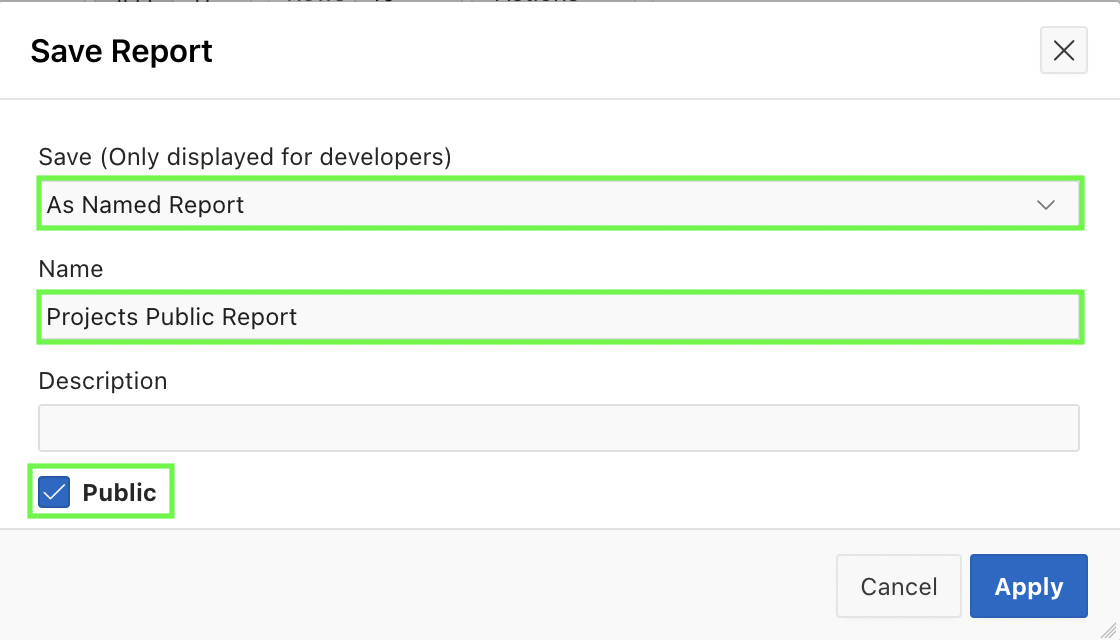 Save Report
Save (Only displayed for developers)
As Named Report
Name
Projects Public Report
Description
Public
Cancel
Apply